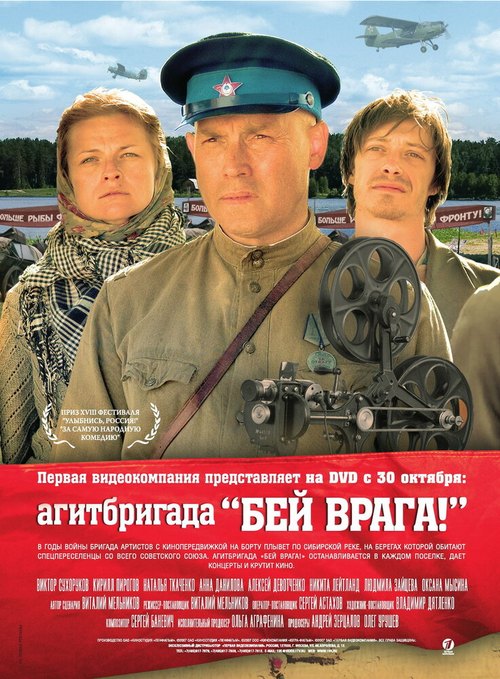 БОЛЬШЕ РЫБЫ
БОЛЬ
ФРОНТУ!
ПРИЗ XVIII ФЕСТИВАЛЯ
"УЛЫБНИСЬ, РОССИЯ!"
"ЗА САМУЮ НАРОДНУЮ
КОМЕДИЮ"
Первая видеокомпания представляет на DVD с 30 октября:
агитбригада "БЕЙ ВРАГА!"
В ГОДЫ ВОЙНЫ БРИГАДА АРТИСТОВ С КИНОПЕРЕДВИЖКОЙ НА БОРТУ ПЛЫВЕТ ПО СИБИРСКОЙ РЕКЕ, НА БЕРЕГАХ КОТОРОЙ ОБИТАЮТ
СПЕЦПЕРЕСЕЛЕНЦЫ СО ВСЕГО СОВЕТСКОГО СОЮЗА. АГИТБРИГАДА «БЕЙ ВРАГА!» ОСТАНАВЛИВАЕТСЯ В КАЖДОМ ПОСЕЛКЕ, ДАЕТ
КОНЦЕРТЫ И КРУТИТ КИНО.
ВИКТОР СУХОРУКОВ КИРИЛЛ ПИРОГОВ НАТАЛЬЯ ТКАЧЕНКО АННА ДАНИЛОВА АЛЕКСЕЙ ДЕВОТЧЕНКО НИКИТА ЛЕЙТЛАНД ЛЮДМИЛА ЗАЙЦЕВА ОКСАНА МЫСИНА
АВТОР СЦЕНАРИЯ ВИТАЛИЙ МЕЛЬНИКОВ РЕЖИССЕР-ПОСТАНОВЩИК ВИТАЛИЙ МЕЛЬНИКОВ ОПЕРАТОР-ПОСТАНОВЩИК СЕРГЕЙ АСТАХОВ ХУДОЖНИК-ПОСТАНОВЩИК ВЛАДИМИР ДЯТЛЕНКО
КОМПОЗИТОР СЕРГЕЙ БАНЕВИЧ ИСПОЛНИТЕЛЬНЫЙ ПРОДЮСЕР ОЛЬГА АГРАФЕНИНА ПРОДЮСЕРЫ АНДРЕЙ ЗЕРЦАЛОВ ОЛЕГ УРУШЕВ